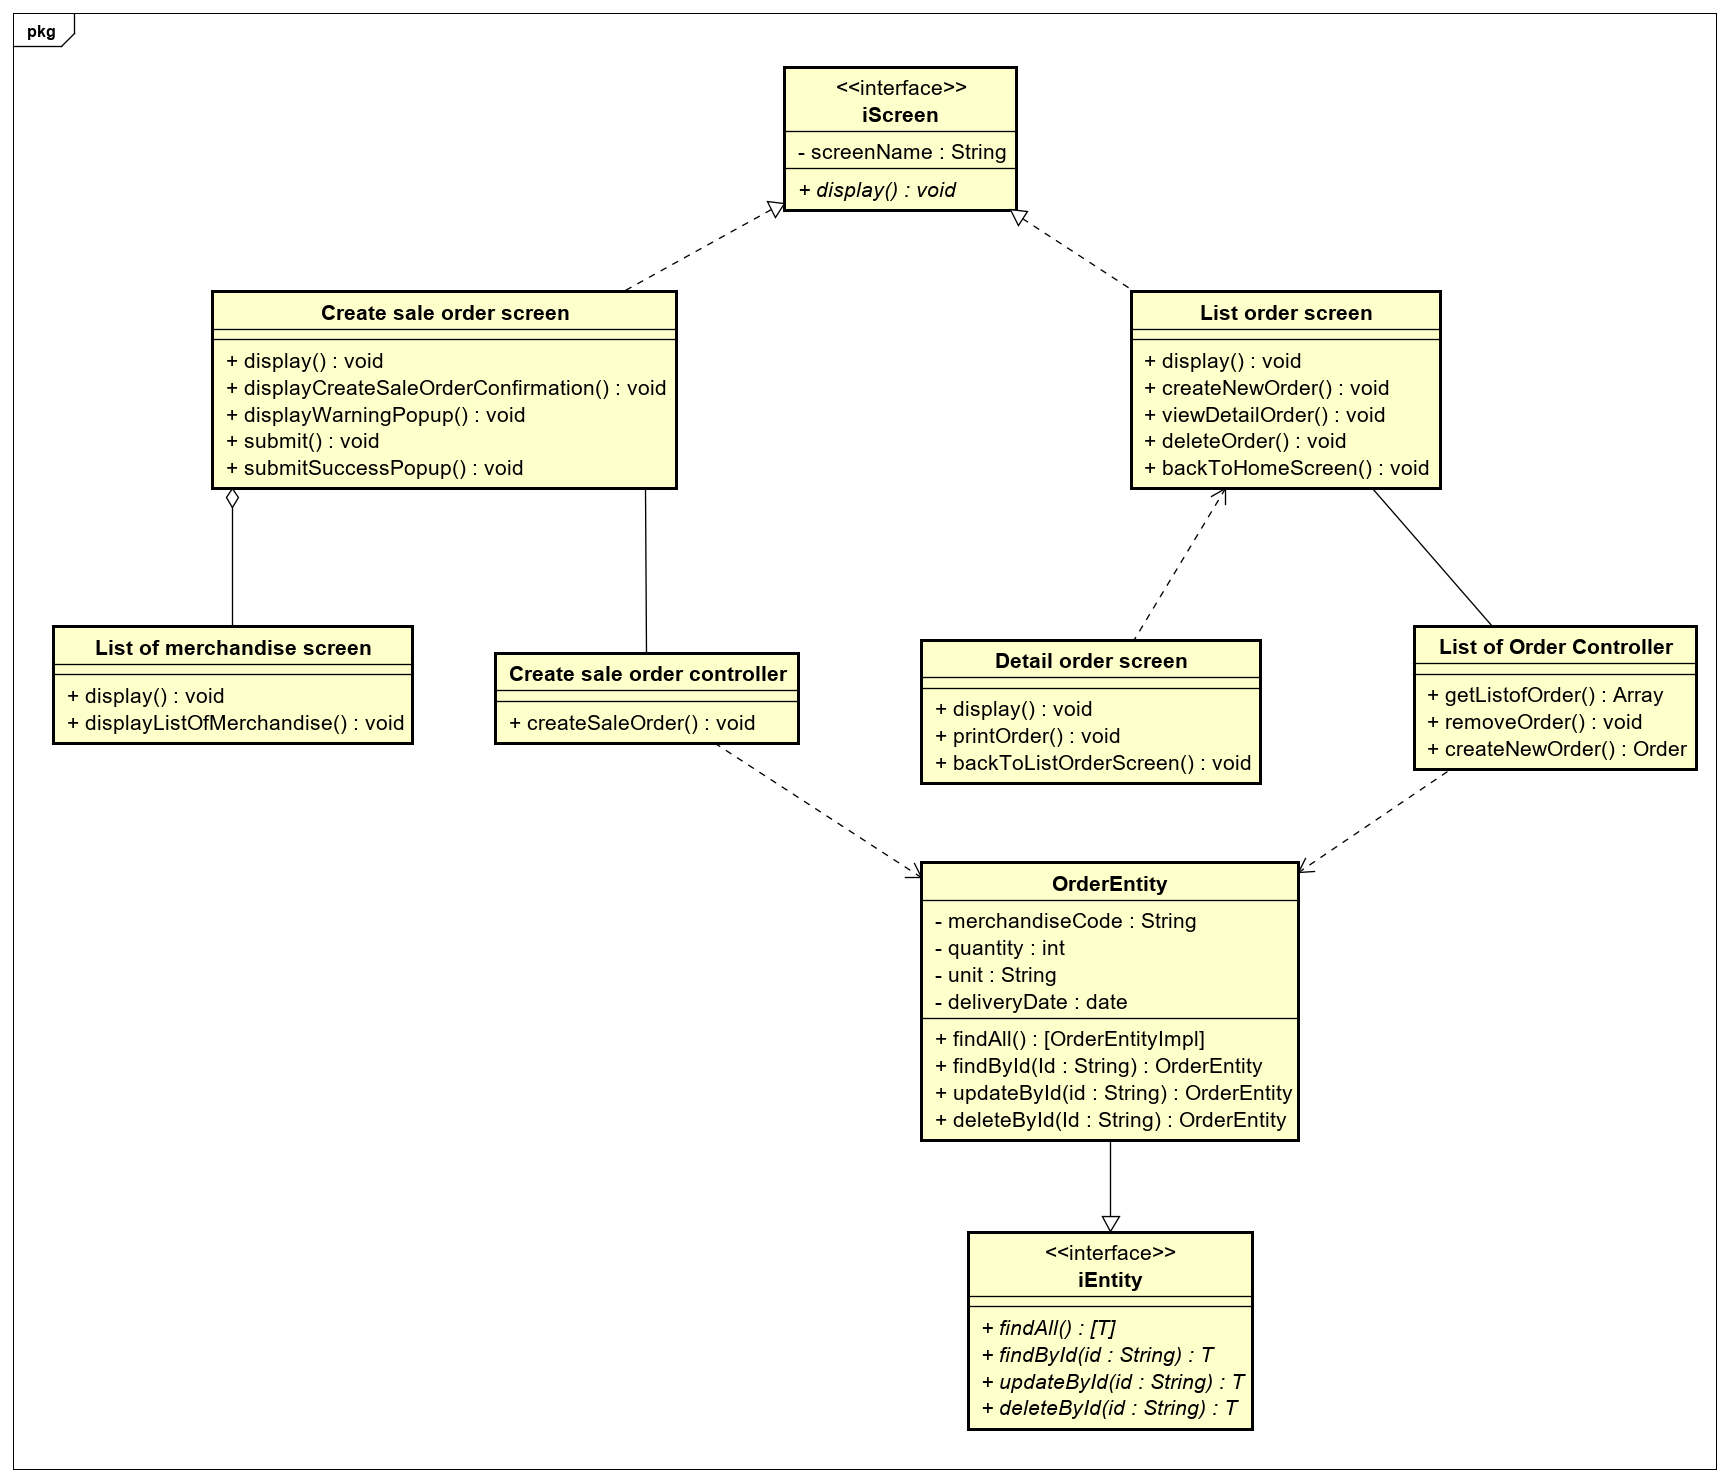 pkg
<<interface>>
iScreen
- screenName : String
+ display() : void
Create sale order screen
+ display() : void
+ displayCreateSaleOrderConfirmation() : void
+ displayWarningPopup() : void
+ submit() : void
+ submitSuccessPopup() : void
List order screen
+ display() : void
+ createNewOrder() : void
+ viewDetailOrder() : void
+ deleteOrder() : void
+ backToHomeScreen() : void
List of merchandise screen
+ display() : void
+ displayListOfMerchandise() : void
Create sale order controller
+ createSaleOrder() : void
Detail order screen
+ display() : void
+ printOrder() : void
+ backToListOrderScreen() : void
List of Order Controller
+ getListofOrder() : Array
+ removeOrder() : void
+ createNewOrder() : Order
OrderEntity
- merchandiseCode : String
- quantity : int
- unit : String
- deliveryDate : date
+ findAll() : [OrderEntityImpl]
+ findById(Id : String) : OrderEntity
+ updateById(id : String) : OrderEntity
+ deleteById(Id : String) : OrderEntity
<<interface>>
iEntity
+ findAll() : [T]
+ findById(id : String) : T
+ updateById(id : String) : T
+ deleteById(id : String) : T